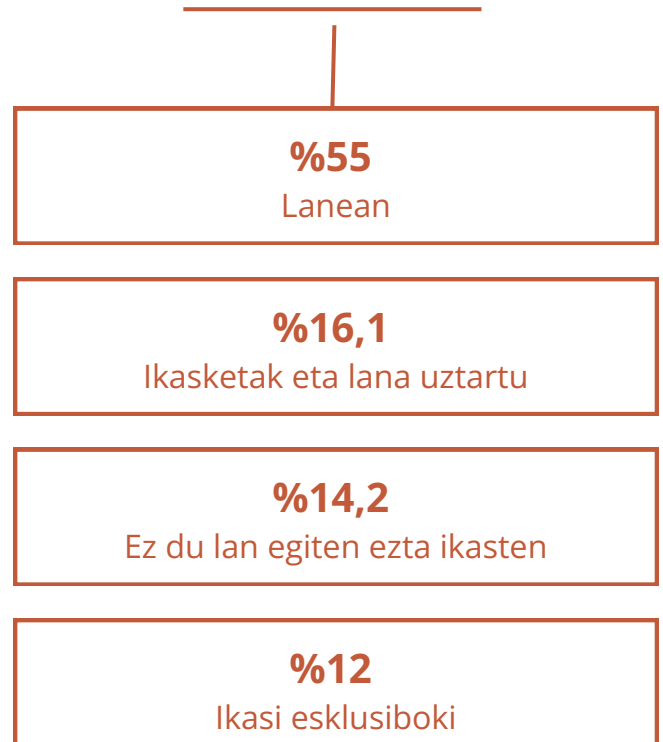 %55
Lanean
%16,1
Ikasketak eta lana uztartu
%14,2
Ez du lan egiten ezta ikasten
%12
Ikasi esklusiboki